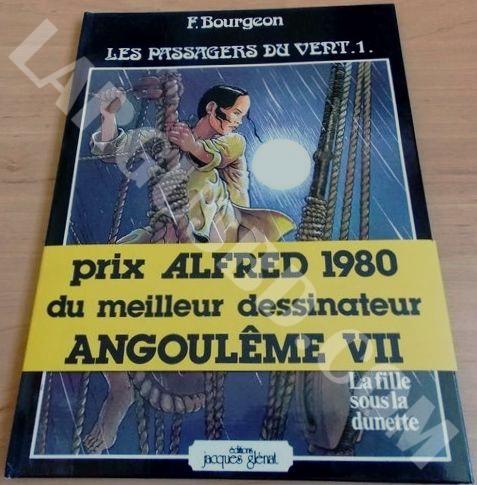 F. Bourgeon
LES PASSAGERS DU VENT.1.
prix ALFRED 1980
du meilleur dessinateur
ANGOULÊME VII
La fille
sous la
dunette
éditions
jacques glénat